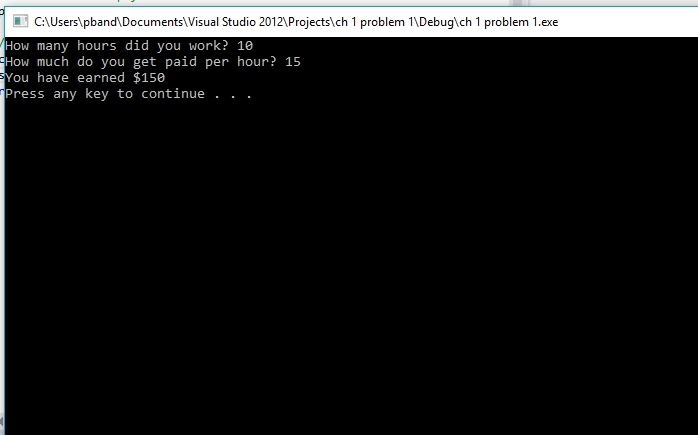 C:\Users\pband\Documents\Visual Studio 2012\Projects\ch 1 problem 1\Debug\ch 1 problem 1.exe
How many hours did you work? 10
How much do you get paid per hour? 15
You have earned $150
Press any key to continue . . .